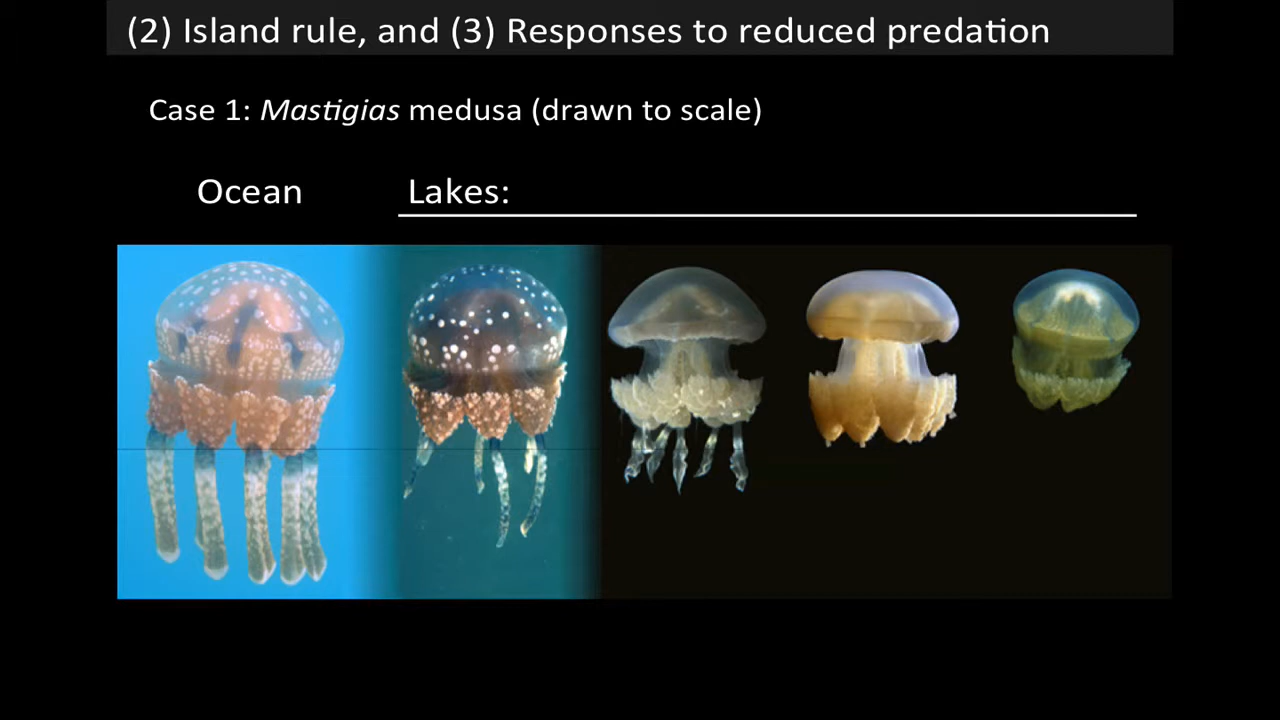 (2) Island rule, and (3) Responses to reduced predation
Case 1: Mastigias medusa (drawn to scale)
Ocean
Lakes: